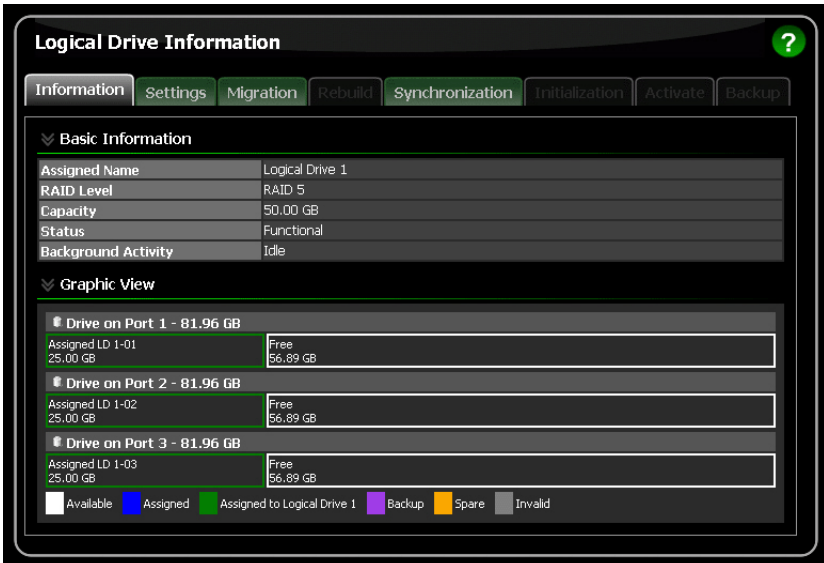 Logical Drive Information
?
Information Settings Migration Rebuild Synchronization Initialization Activate Backup
Basic Information
Assigned Name Logical Drive 1
RAID Level RAID 5
Capacity 50.00 GB
Status Functional
Background Activity Idle
Graphic View
Drive on Port 1 - 81.96 GB
Assigned LD 1-01 Free
25.00 GB 56.89 GB
Drive on Port 2 - 81.96 GB
Assigned LD 1-02 Free
25.00 GB 56.89 GB
Drive on Port 3 - 81.96 GB
Assigned LD 1-03 Free
25.00 GB 56.89 GB
Available Assigned Assigned to Logical Drive 1 Backup Spare Invalid